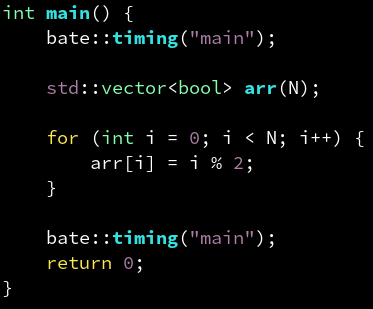 int main() {
    bate::timing("main");

    std::vector<bool> arr(N);

    for (int i = 0; i < N; i++) {
        arr[i] = i % 2;
    }

    bate::timing("main");
    return 0;
}